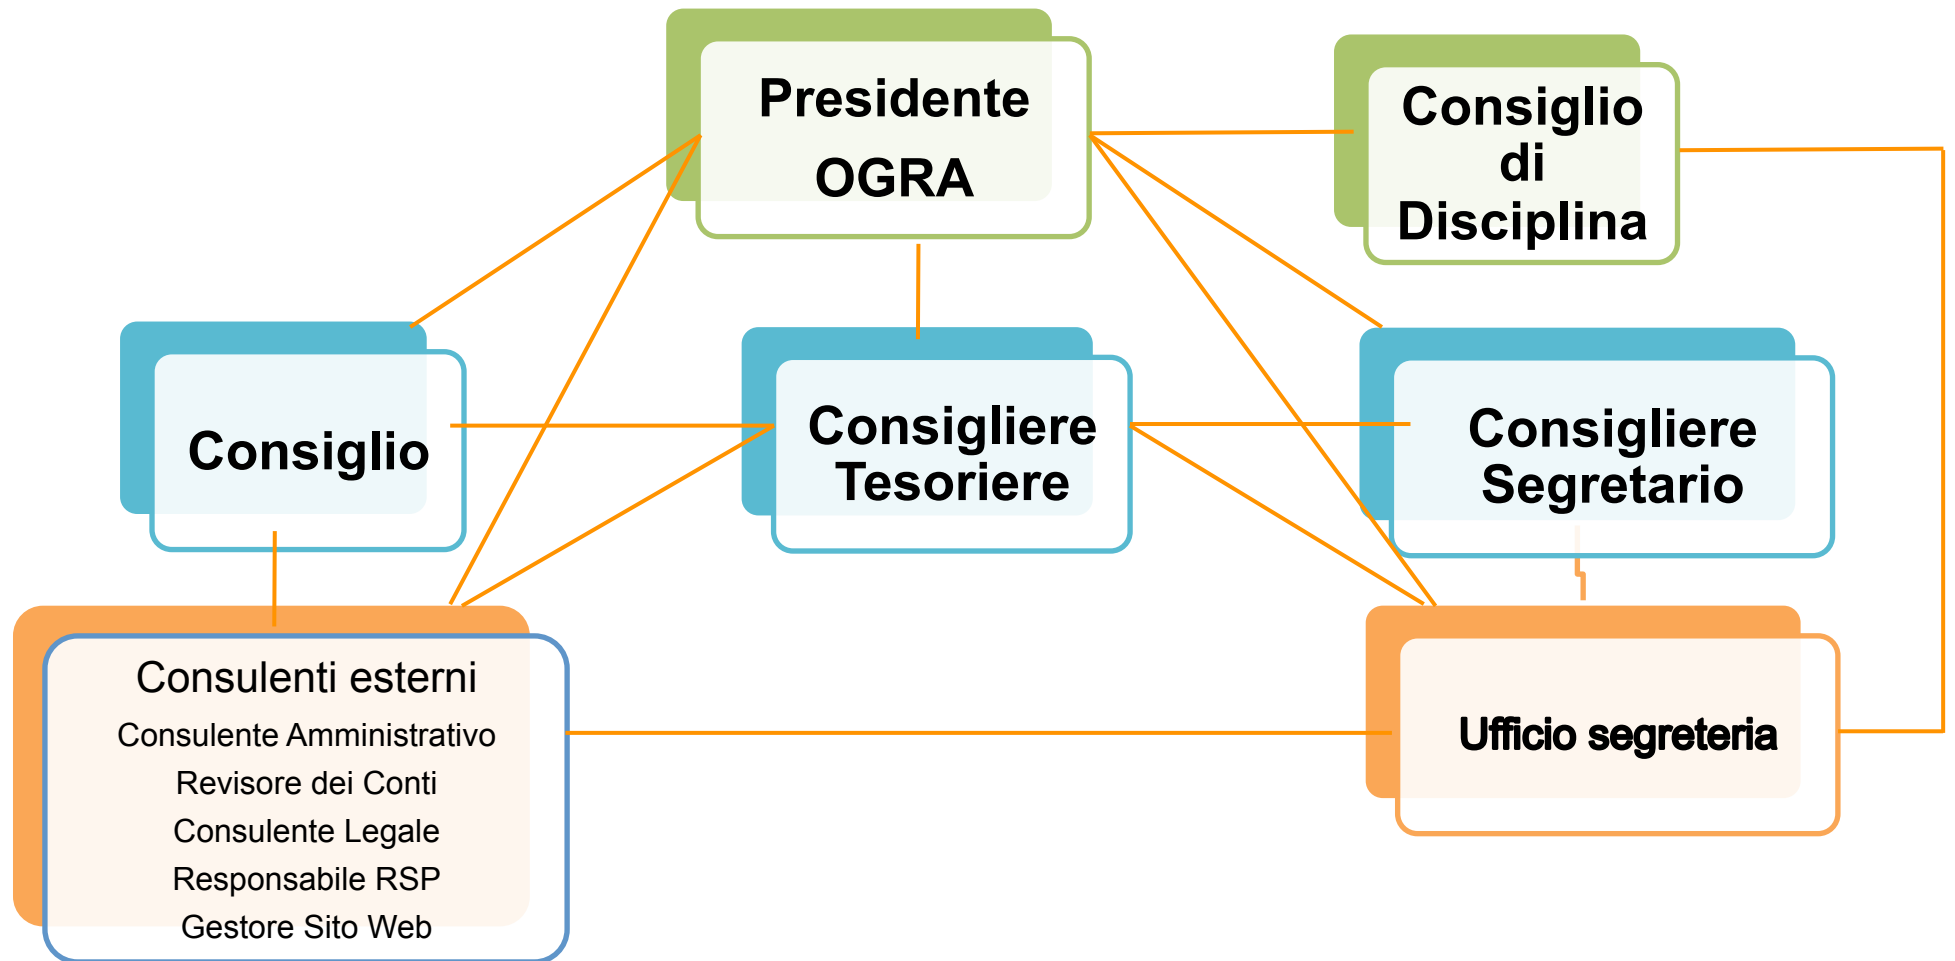 Presidente
OGRA
Consiglio
di
Disciplina
Consiglio
Consigliere
Tesoriere
Consigliere
Segretario
Consulenti esterni
Consulente Amministrativo
Revisore dei Conti
Consulente Legale
Responsabile RSP
Gestore Sito Web
Ufficio segreteria